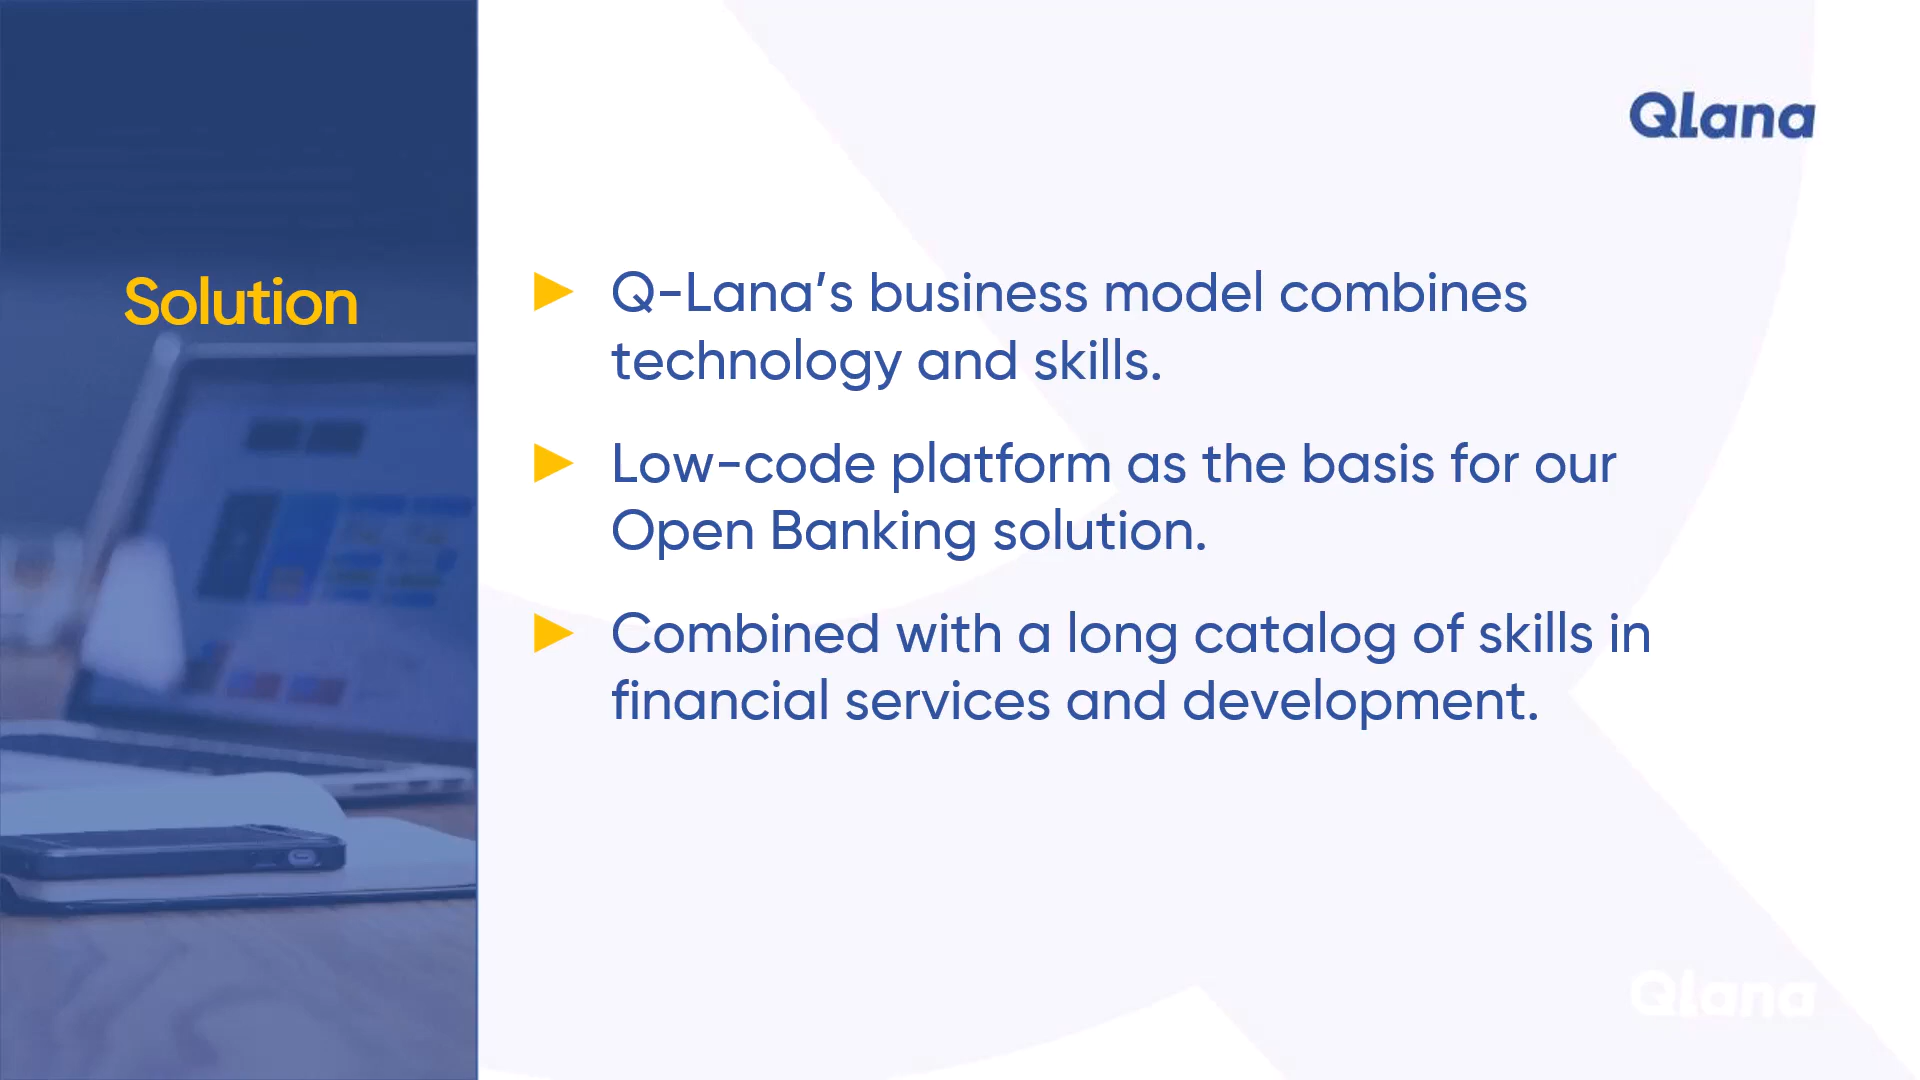 Qlana
Solution
Q-Lana’s business model combines
technology and skills.
Low-code platform as the basis for our
Open Banking solution.
Combined with a long catalog of skills in
financial services and development.
Qlana